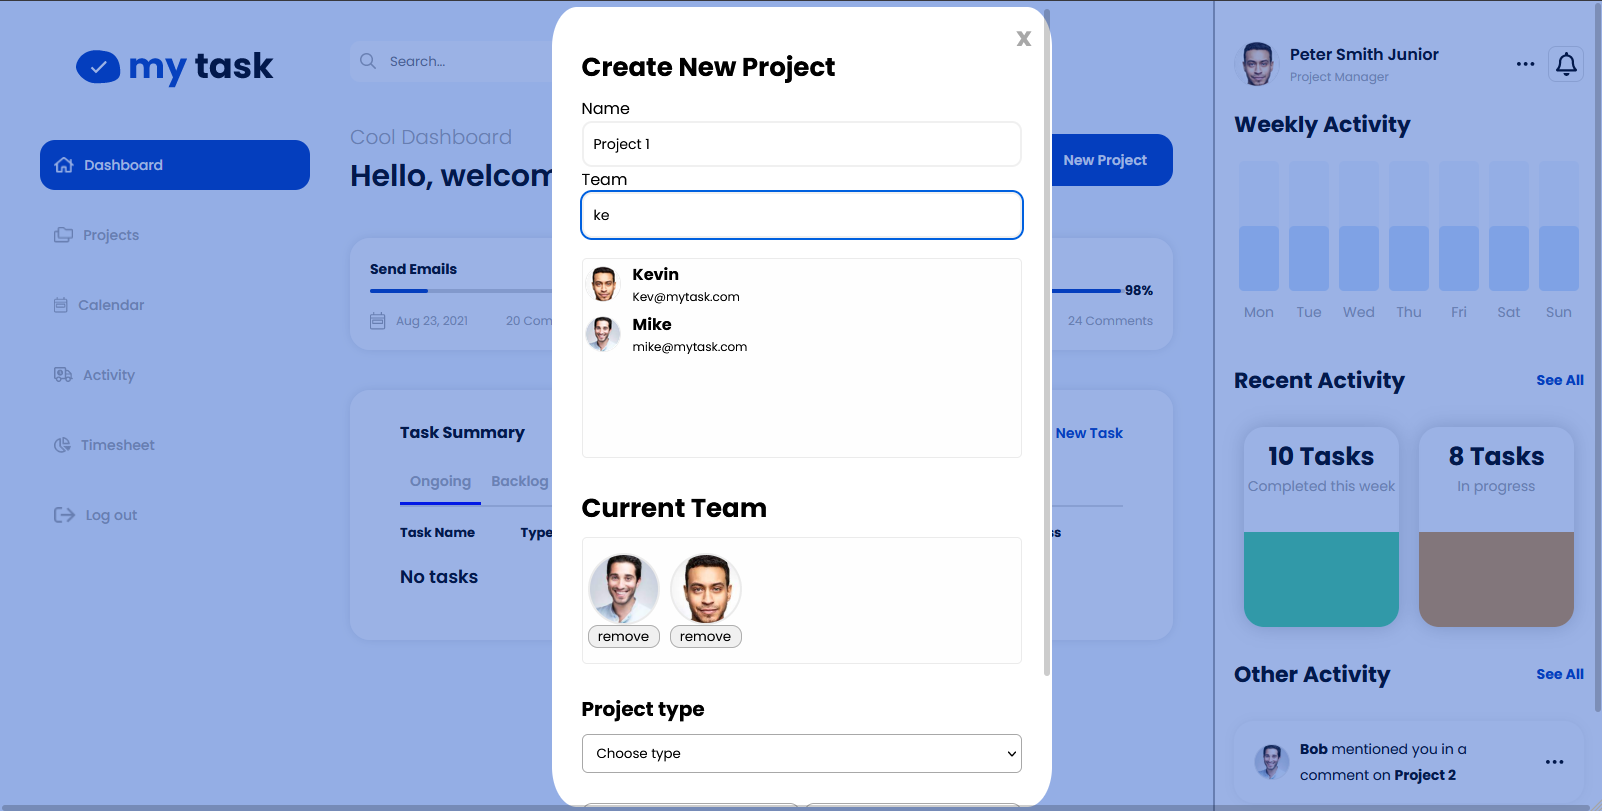 my task
Dashboard
Projects
Calendar
Activity
Timesheet
Log out
Search...
Cool Dashboard
Hello, welcom
New Project
Send Emails
Aug 23, 2021
20 Com
98%
24 Comments
Task Summary
New Task
Ongoing
Backlog
Task Name
Type
ss
No tasks
x
Create New Project
Name
Project 1
Team
ke
Kevin
Kev@mytask.com
Mike
mike@mytask.com
Current Team
remove
remove
Project type
Choose type
Peter Smith Junior
Project Manager
Weekly Activity
Mon Tue Wed Thu Fri Sat Sun
Recent Activity
See All
10 Tasks
Completed this week
8 Tasks
In progress
Other Activity
See All
Bob mentioned you in a
comment on Project 2